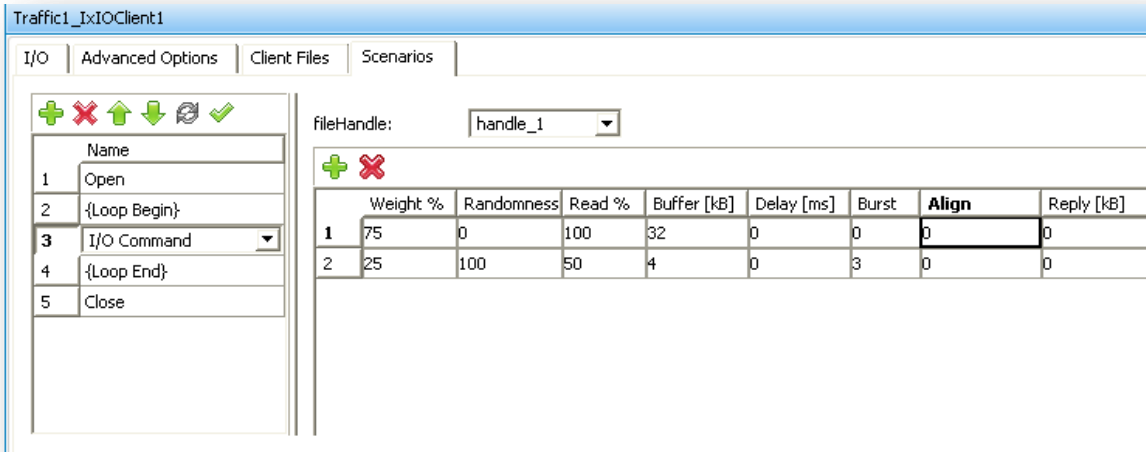 Traffic1_IxIOClient1
I/O Advanced Options Client Files Scenarios
fileHandle: handle_1
Name
1 Open
2 {Loop Begin}
3 I/O Command
4 {Loop End}
5 Close
Weight % Randomness Read % Buffer [kB] Delay [ms] Burst Align Reply [kB]
1 75 0 100 32 0 0 0 0
2 25 100 50 4 0 3 0 0